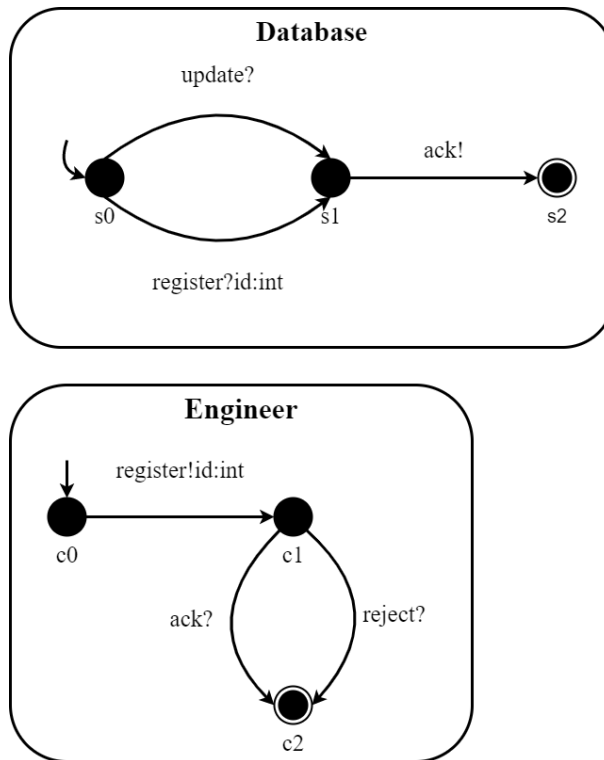 Database
update?
ack!
s0
s1
s2
register?id:int
Engineer
register!id:int
c0
c1
ack?
reject?
c2